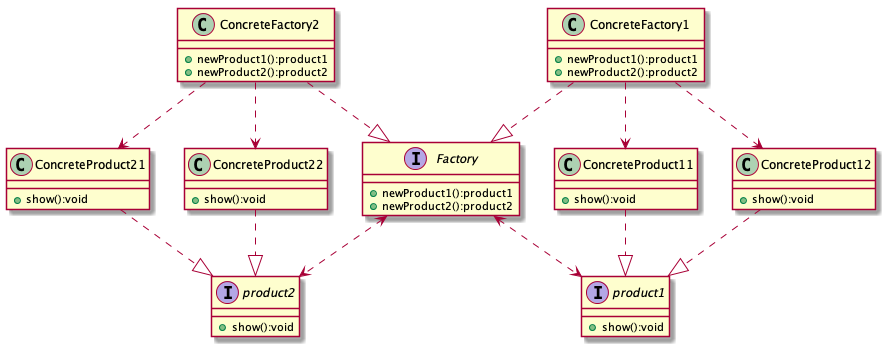 C ConcreteFactory2
newProduct1():product1
newProduct2():product2
C ConcreteFactory1
newProduct1():product1
newProduct2():product2
C ConcreteProduct21
show():void
C ConcreteProduct22
show():void
I Factory
newProduct1():product1
newProduct2():product2
C ConcreteProduct11
show():void
C ConcreteProduct12
show():void
I product2
show():void
I product1
show():void